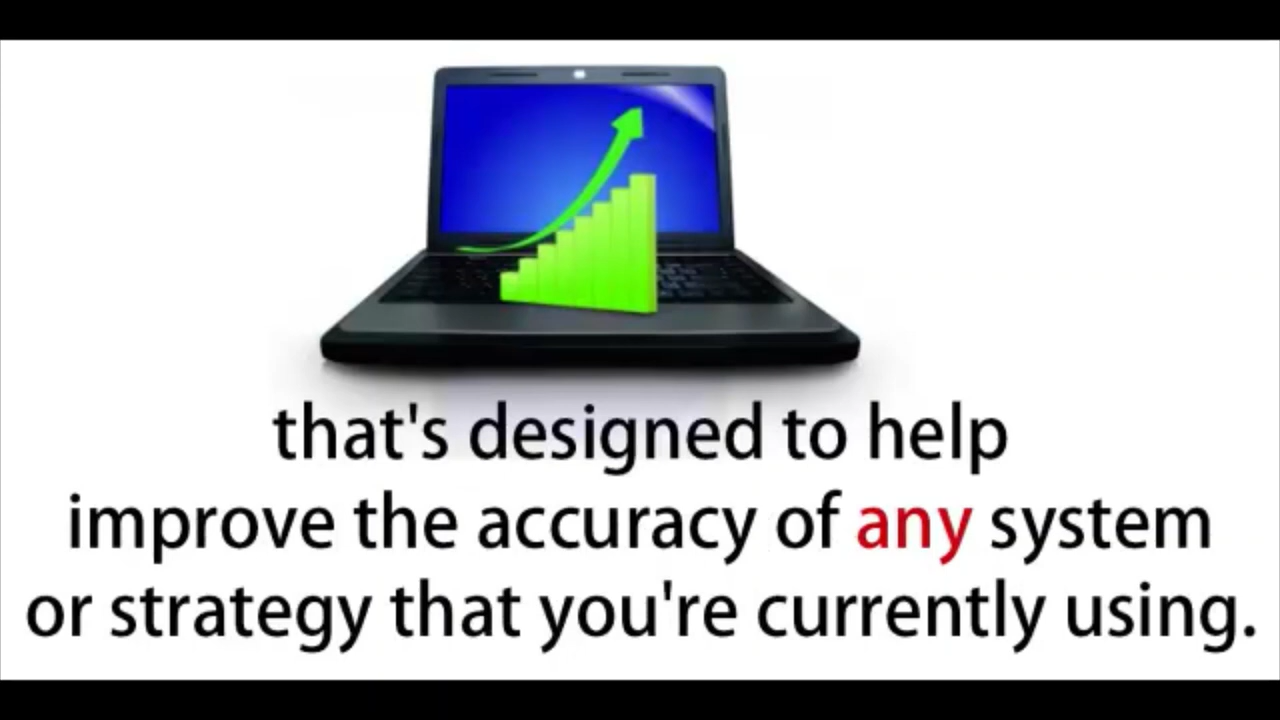 that's designed to help
improve the accuracy of any system
or strategy that you're currently using.